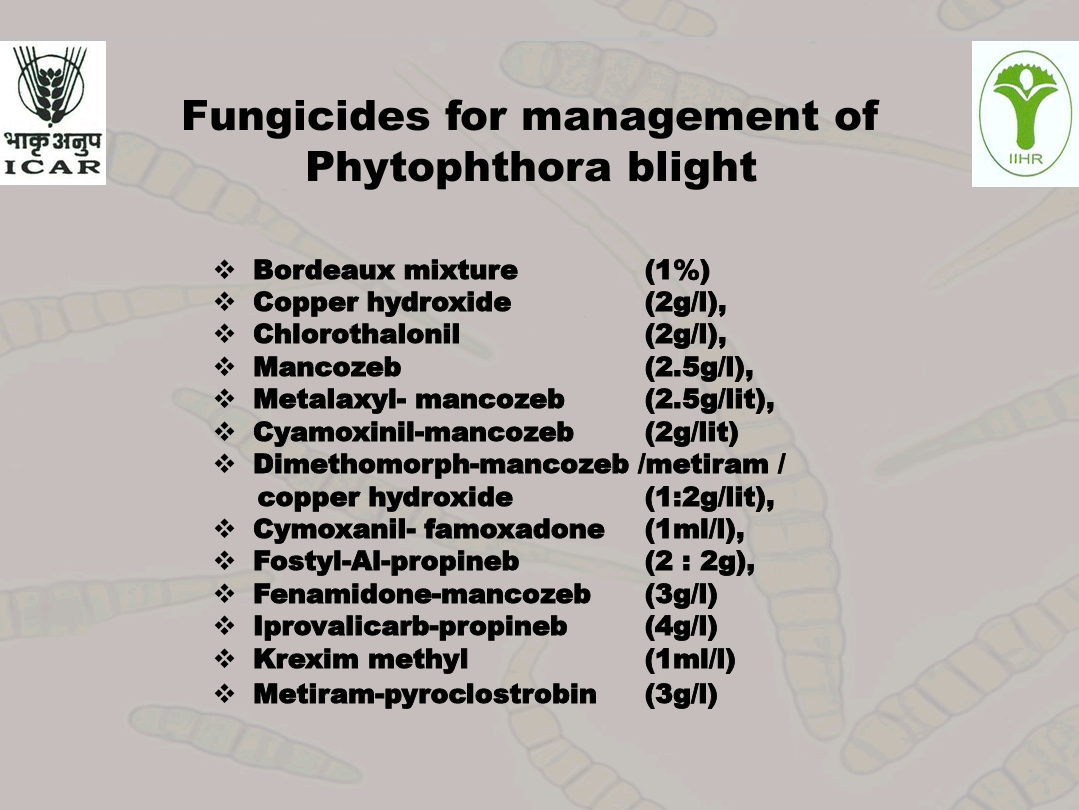 भाकृअनुप
ICAR
IIHR
Fungicides for management of
Phytophthora blight
❖ Bordeaux mixture (1%)
❖ Copper hydroxide (2g/l),
❖ Chlorothalonil (2g/l),
❖ Mancozeb (2.5g/l),
❖ Metalaxyl- mancozeb (2.5g/lit),
❖ Cyamoxinil-mancozeb (2g/lit)
❖ Dimethomorph-mancozeb /metiram /
copper hydroxide (1:2g/lit),
❖ Cymoxanil- famoxadone (1ml/l),
❖ Fostyl-Al-propineb (2 : 2g),
❖ Fenamidone-mancozeb (3g/l)
❖ Iprovalicarb-propineb (4g/l)
❖ Krexim methyl (1ml/l)
❖ Metiram-pyroclostrobin (3g/l)